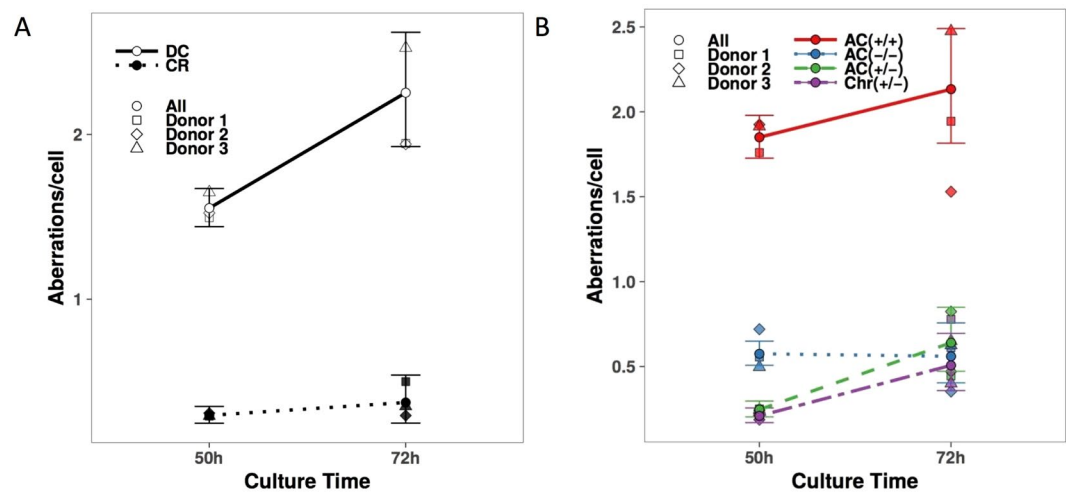 A
Aberrations/cell
2
1
DC
CR
All
Donor 1
Donor 2
Donor 3
50h
72h
Culture Time
B
Aberrations/cell
2.5
2.0
1.5
1.0
0.5
All
Donor 1
Donor 2
Donor 3
AC(+/+)
AC(−/−)
AC(+/−)
Chr(+/−)
50h
72h
Culture Time